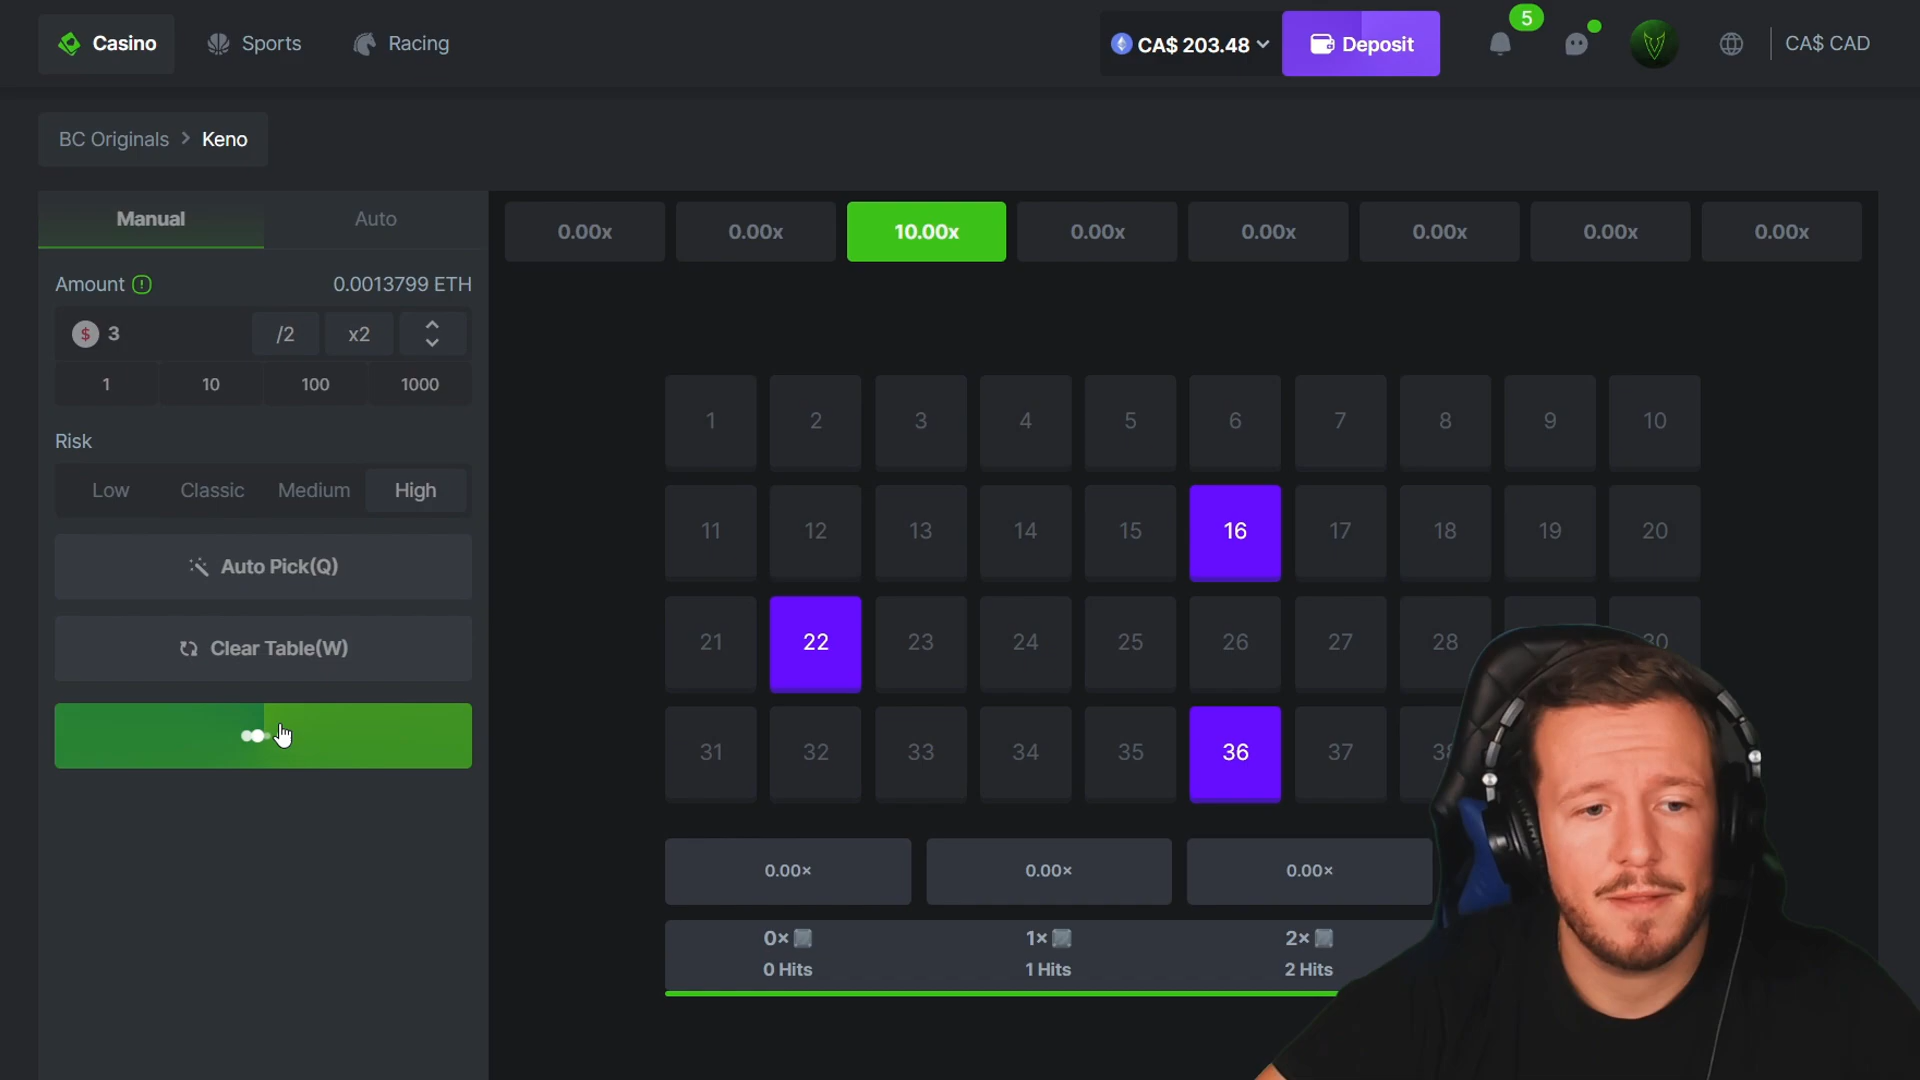 Casino
Sports
Racing
CA$ 203.48
Deposit
5
CA$ CAD
BC Originals > Keno
Manual
Auto
0.00x 0.00x 10.00x 0.00x 0.00x 0.00x 0.00x 0.00x
Amount
0.0013799 ETH
$ 3
/2
x2
1 10 100 1000
Risk
Low Classic Medium High
Auto Pick(Q)
Clear Table(W)
1 2 3 4 5 6 7 8 9 10
11 12 13 14 15 16 17 18 19 20
21 22 23 24 25 26 27 28 30
31 32 33 34 35 36 37
0.00× 0.00× 0.00×
0× 1× 2×
0 Hits 1 Hits 2 Hits